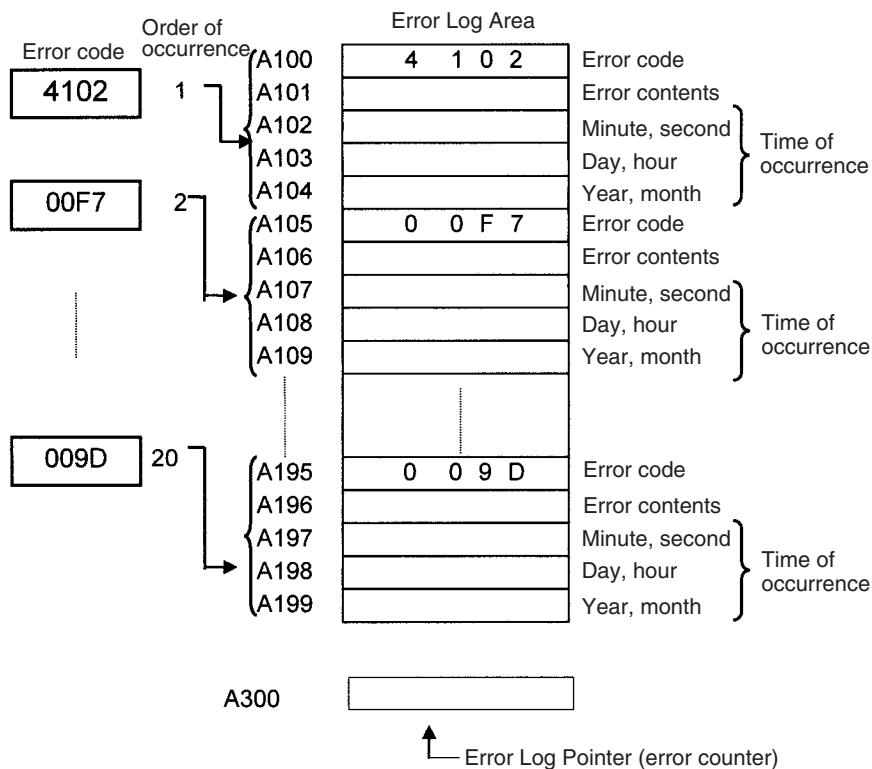 Error Log Area
Order of
occurrence
Error code
A100 4 1 0 2 Error code
4102 1
A101 Error contents
A102 Minute, second
A103 Day, hour
Time of
occurrence
A104 Year, month
00F7 2
A105 0 0 F 7 Error code
A106 Error contents
A107 Minute, second
A108 Day, hour
Time of
occurrence
A109 Year, month
009D 20
A195 0 0 9 D Error code
A196 Error contents
A197 Minute, second
A198 Day, hour
Time of
occurrence
A199 Year, month
A300
Error Log Pointer (error counter)